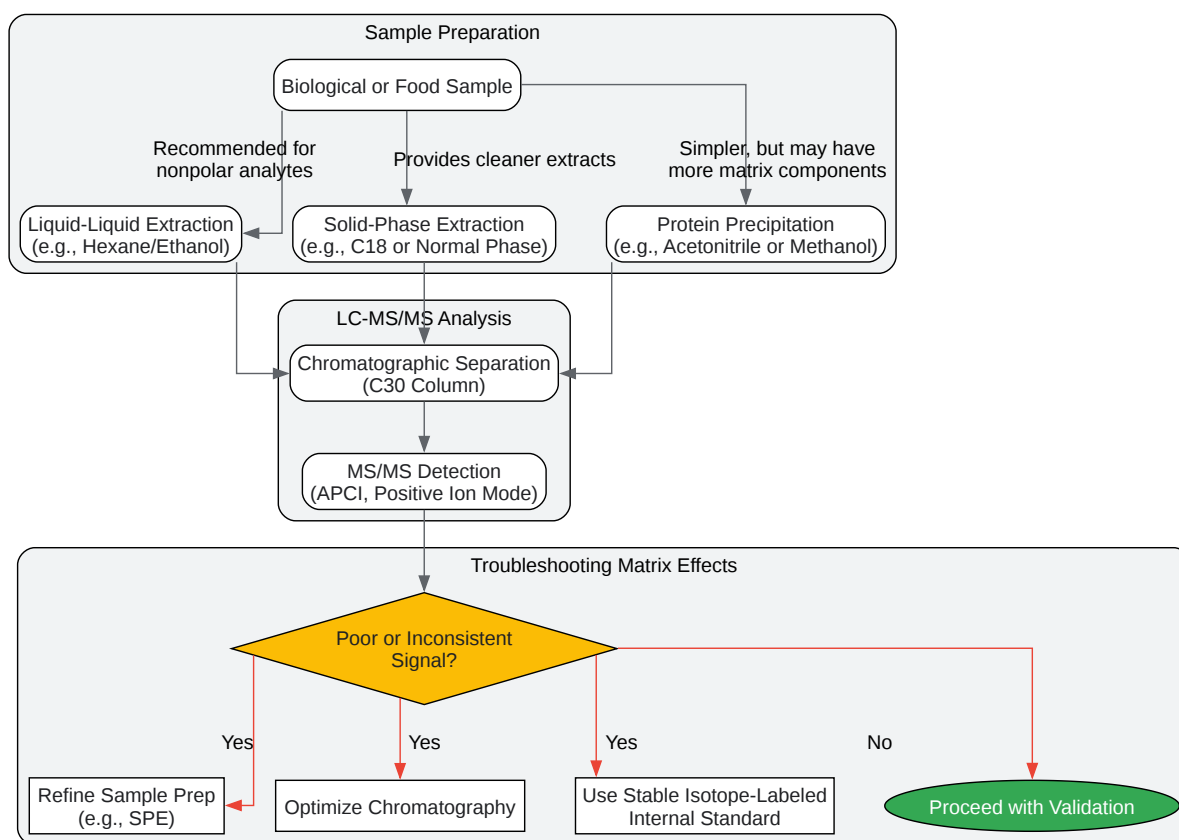 Sample Preparation
Biological or Food Sample
Recommended for
nonpolar analytes
Provides cleaner extracts
Simpler, but may have
more matrix components
Liquid-Liquid Extraction
(e.g., Hexane/Ethanol)
Solid-Phase Extraction
(e.g., C18 or Normal Phase)
Protein Precipitation
(e.g., Acetonitrile or Methanol)
LC-MS/MS Analysis
Chromatographic Separation
(C30 Column)
MS/MS Detection
(APCI, Positive Ion Mode)
Troubleshooting Matrix Effects
Poor or Inconsistent
Signal?
Yes
Yes
Yes
No
Refine Sample Prep
(e.g., SPE)
Optimize Chromatography
Use Stable Isotope-Labeled
Internal Standard
Proceed with Validation